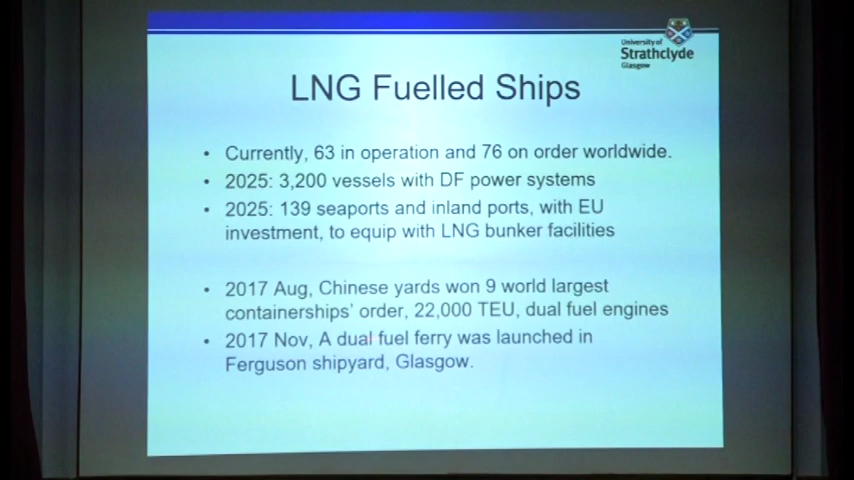 University of
Strathclyde
Glasgow
LNG Fuelled Ships
• Currently, 63 in operation and 76 on order worldwide.
• 2025: 3,200 vessels with DF power systems
• 2025: 139 seaports and inland ports, with EU
investment, to equip with LNG bunker facilities
• 2017 Aug, Chinese yards won 9 world largest
containerships' order, 22,000 TEU, dual fuel engines
• 2017 Nov, A dual fuel ferry was launched in
Ferguson shipyard, Glasgow.